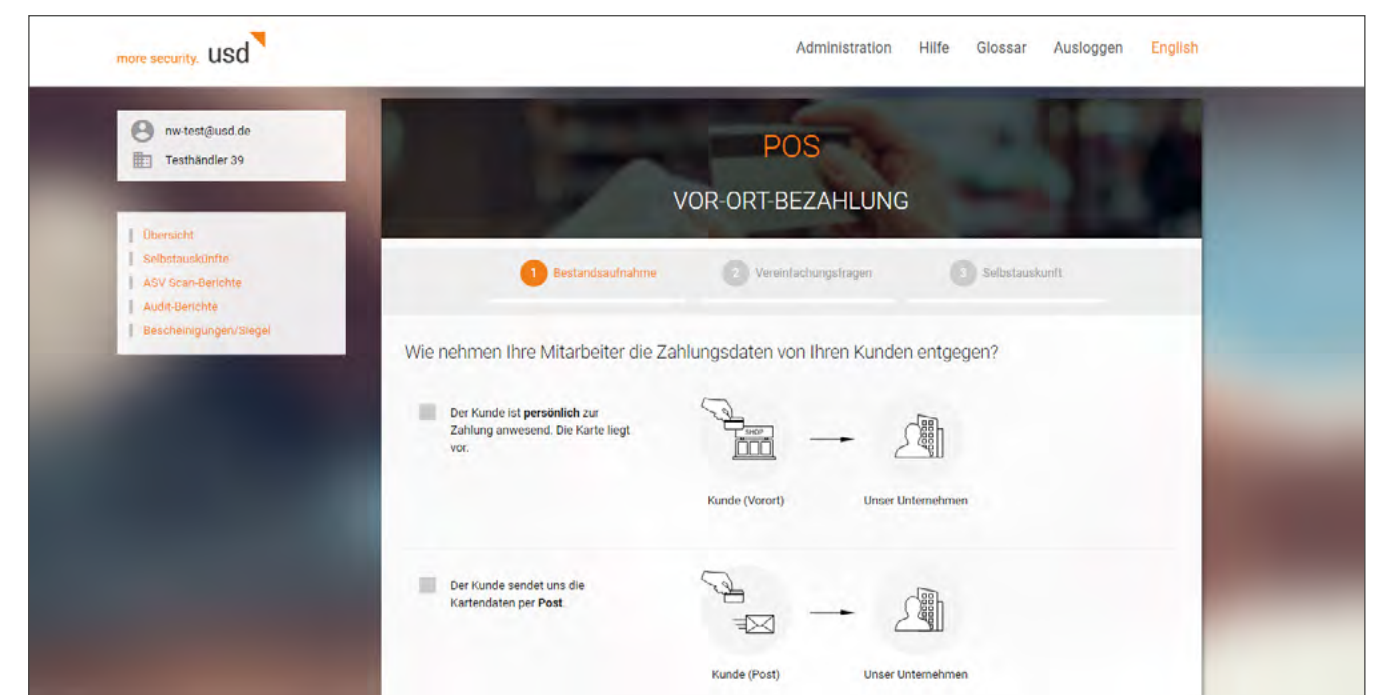 more security. usd
Administration Hilfe Glossar Ausloggen English
nw-test@usd.de
Testhändler 39
Übersicht
Selbstauskünfte
ASV Scan-Berichte
Audit-Berichte
Bescheinigungen/Siegel
POS
VOR-ORT-BEZAHLUNG
1 Bestandsaufnahme 2 Vereinfachungsfragen 3 Selbstauskunft
Wie nehmen Ihre Mitarbeiter die Zahlungsdaten von Ihren Kunden entgegen?
Der Kunde ist persönlich zur
Zahlung anwesend. Die Karte liegt
vor.
SHOP
Kunde (Vorort) Unser Unternehmen
Der Kunde sendet uns die
Kartendaten per Post.
Kunde (Post) Unser Unternehmen